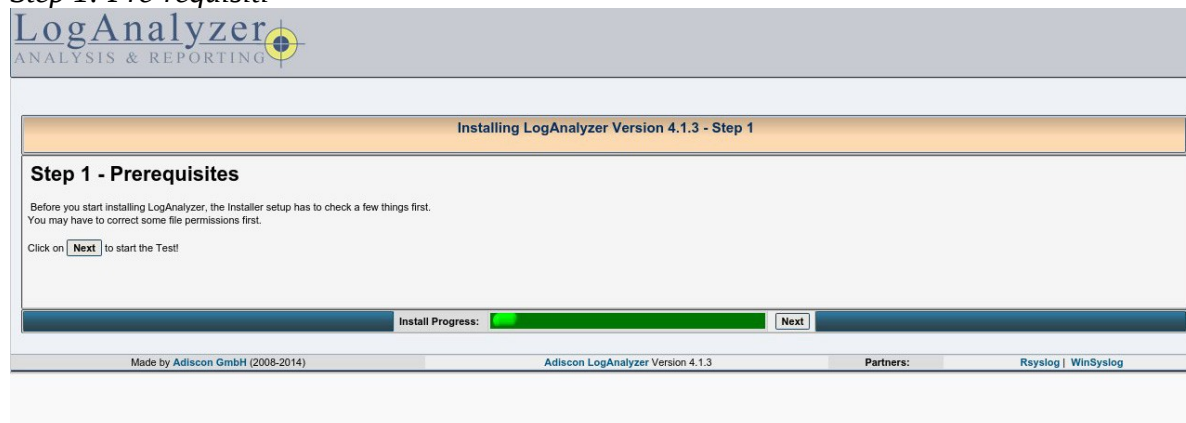 Step 1: Pre-requisiti
LogAnalyzer
ANALYSIS & REPORTING
Installing LogAnalyzer Version 4.1.3 - Step 1
Step 1 - Prerequisites
Before you start installing LogAnalyzer, the Installer setup has to check a few things first.
You may have to correct some file permissions first.
Click on Next to start the Test!
Install Progress: Next
Made by Adiscon GmbH (2008-2014) Adiscon LogAnalyzer Version 4.1.3 Partners: Rsyslog | WinSyslog